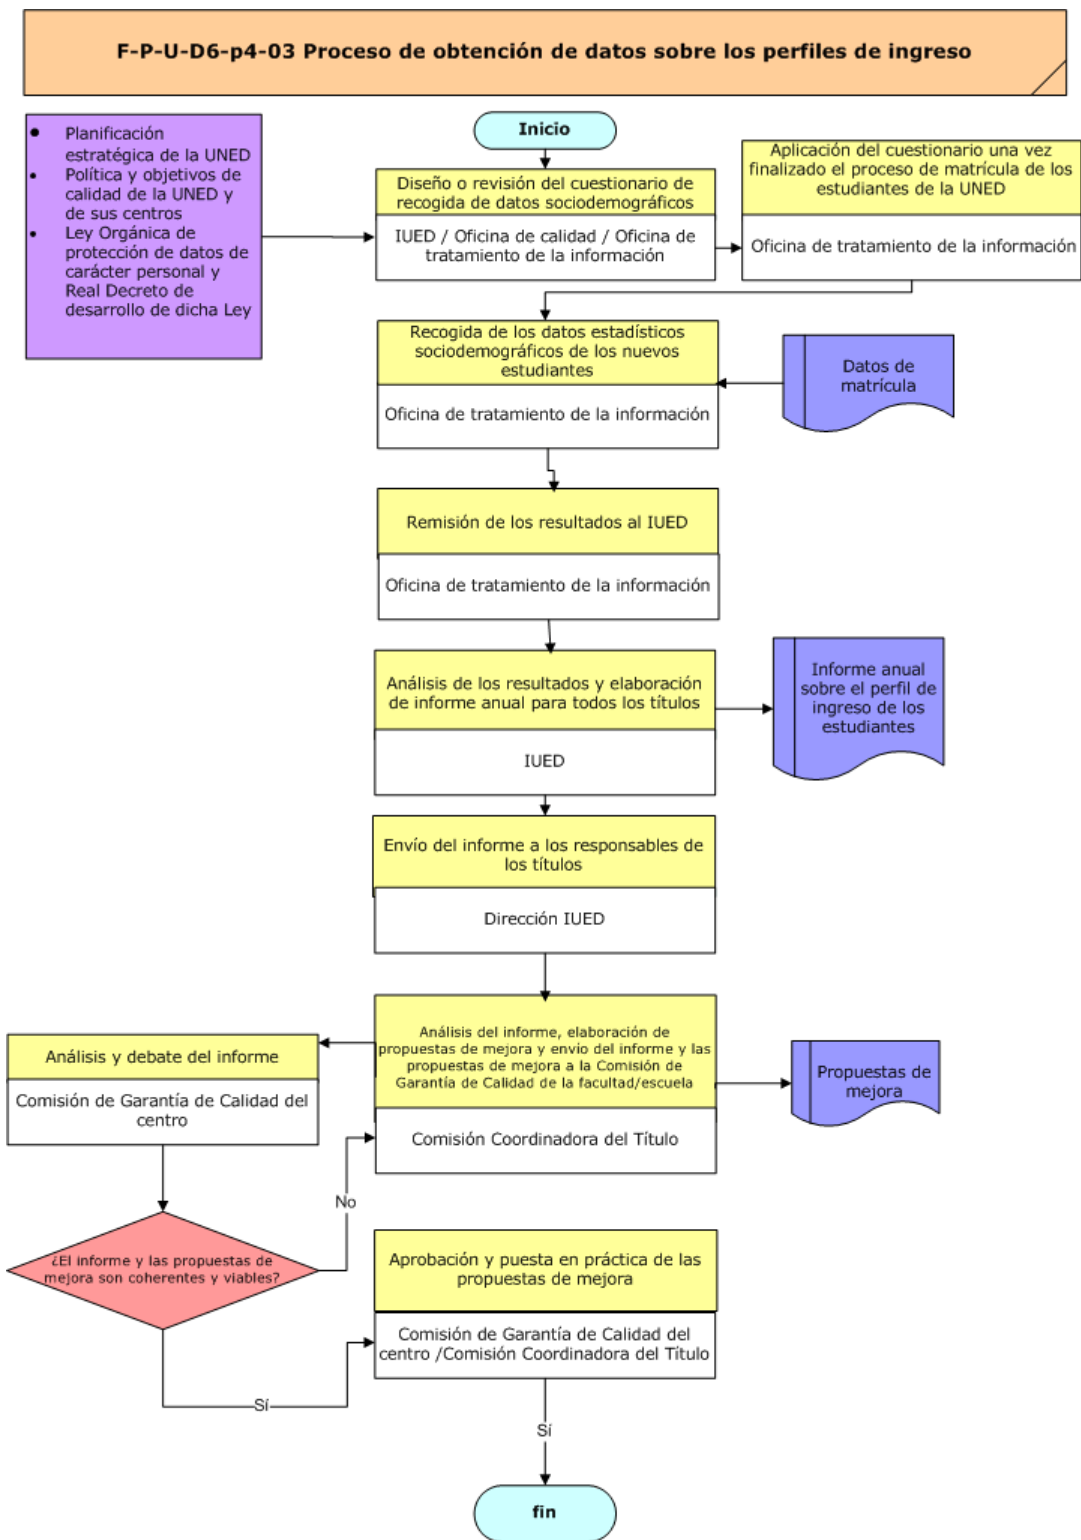 F-P-U-D6-p4-03 Proceso de obtención de datos sobre los perfiles de ingreso
Inicio
• Planificación
estratégica de la UNED
• Política y objetivos de
calidad de la UNED y
de sus centros
• Ley Orgánica de
protección de datos de
carácter personal y
Real Decreto de
desarrollo de dicha Ley
Diseño o revisión del cuestionario de
recogida de datos sociodemográficos
IUED / Oficina de calidad / Oficina de
tratamiento de la información
Aplicación del cuestionario una vez
finalizado el proceso de matrícula de los
estudiantes de la UNED
Oficina de tratamiento de la información
Recogida de los datos estadísticos
sociodemográficos de los nuevos
estudiantes
Oficina de tratamiento de la información
Datos de
matrícula
Remisión de los resultados al IUED
Oficina de tratamiento de la información
Análisis de los resultados y elaboración
de informe anual para todos los títulos
IUED
Informe anual
sobre el perfil de
ingreso de los
estudiantes
Envío del informe a los responsables de
los títulos
Dirección IUED
Análisis del informe, elaboración de
propuestas de mejora y envio del informe y las
propuestas de mejora a la Comisión de
Garantía de Calidad de la facultad/escuela
Comisión Coordinadora del Título
Propuestas de
mejora
Análisis y debate del informe
Comisión de Garantía de Calidad del
centro
No
¿El informe y las propuestas de
mejora son coherentes y viables?
Aprobación y puesta en práctica de las
propuestas de mejora
Comisión de Garantía de Calidad del
centro /Comisión Coordinadora del Título
Sí
Sí
fin